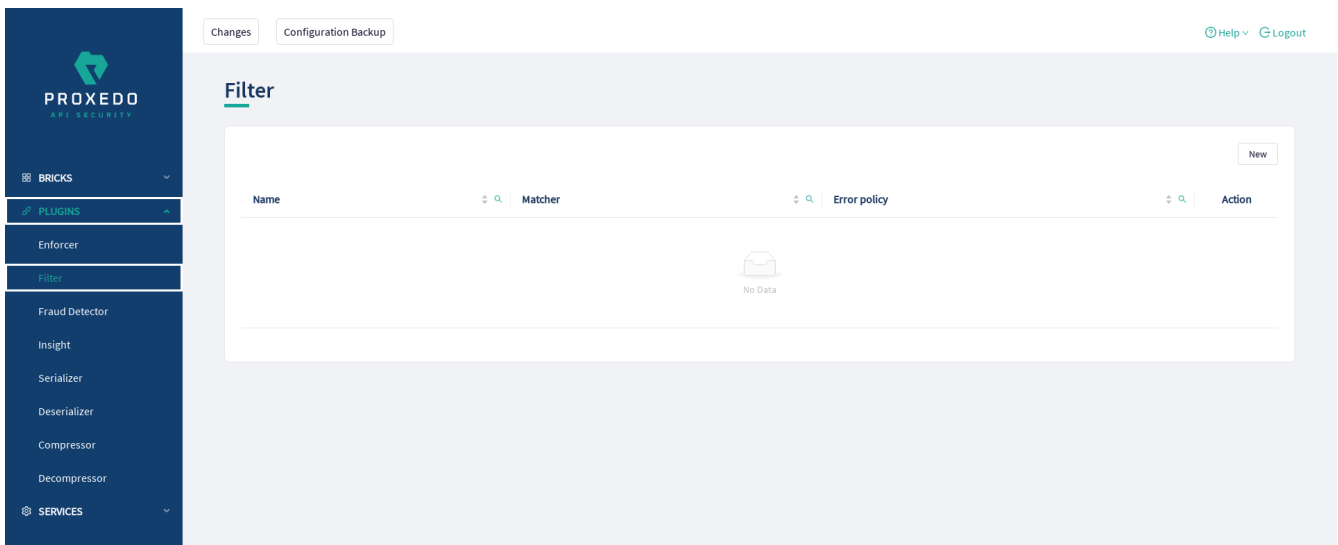 Changes Configuration Backup Help Logout
PROXEDO
API SECURITY
Filter
New
BRICKS
PLUGINS
Enforcer
Filter
Fraud Detector
Insight
Serializer
Deserializer
Compressor
Decompressor
SERVICES
Name Matcher Error policy Action
No Data